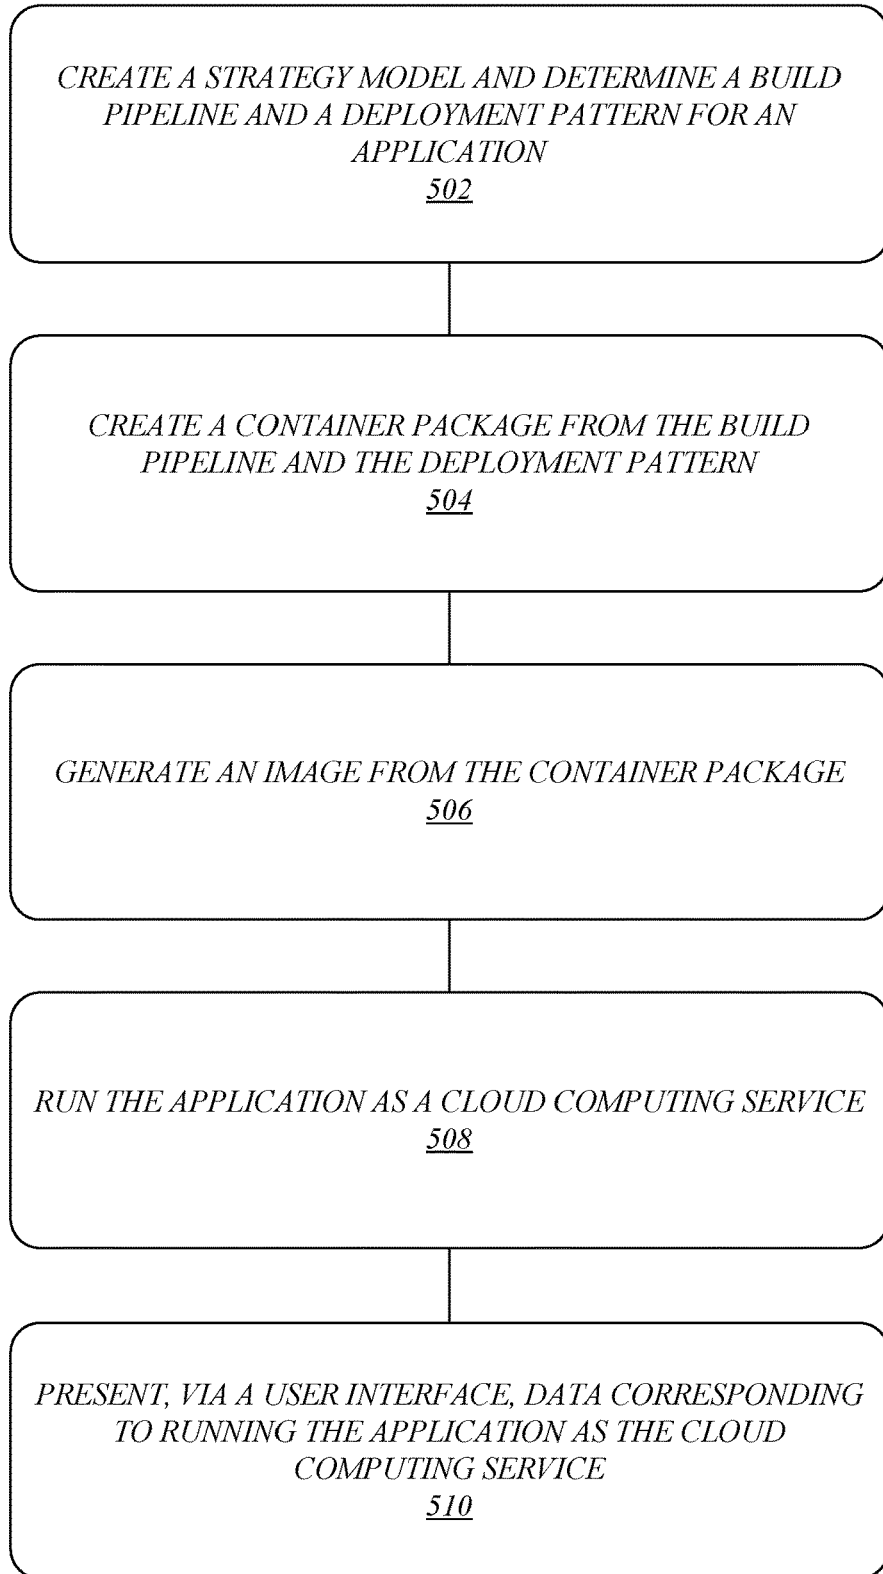 CREATE A STRATEGY MODEL AND DETERMINE A BUILD
PIPELINE AND A DEPLOYMENT PATTERN FOR AN
APPLICATION
502
CREATE A CONTAINER PACKAGE FROM THE BUILD
PIPELINE AND THE DEPLOYMENT PATTERN
504
GENERATE AN IMAGE FROM THE CONTAINER PACKAGE
506
RUN THE APPLICATION AS A CLOUD COMPUTING SERVICE
508
PRESENT, VIA A USER INTERFACE, DATA CORRESPONDING
TO RUNNING THE APPLICATION AS THE CLOUD
COMPUTING SERVICE
510